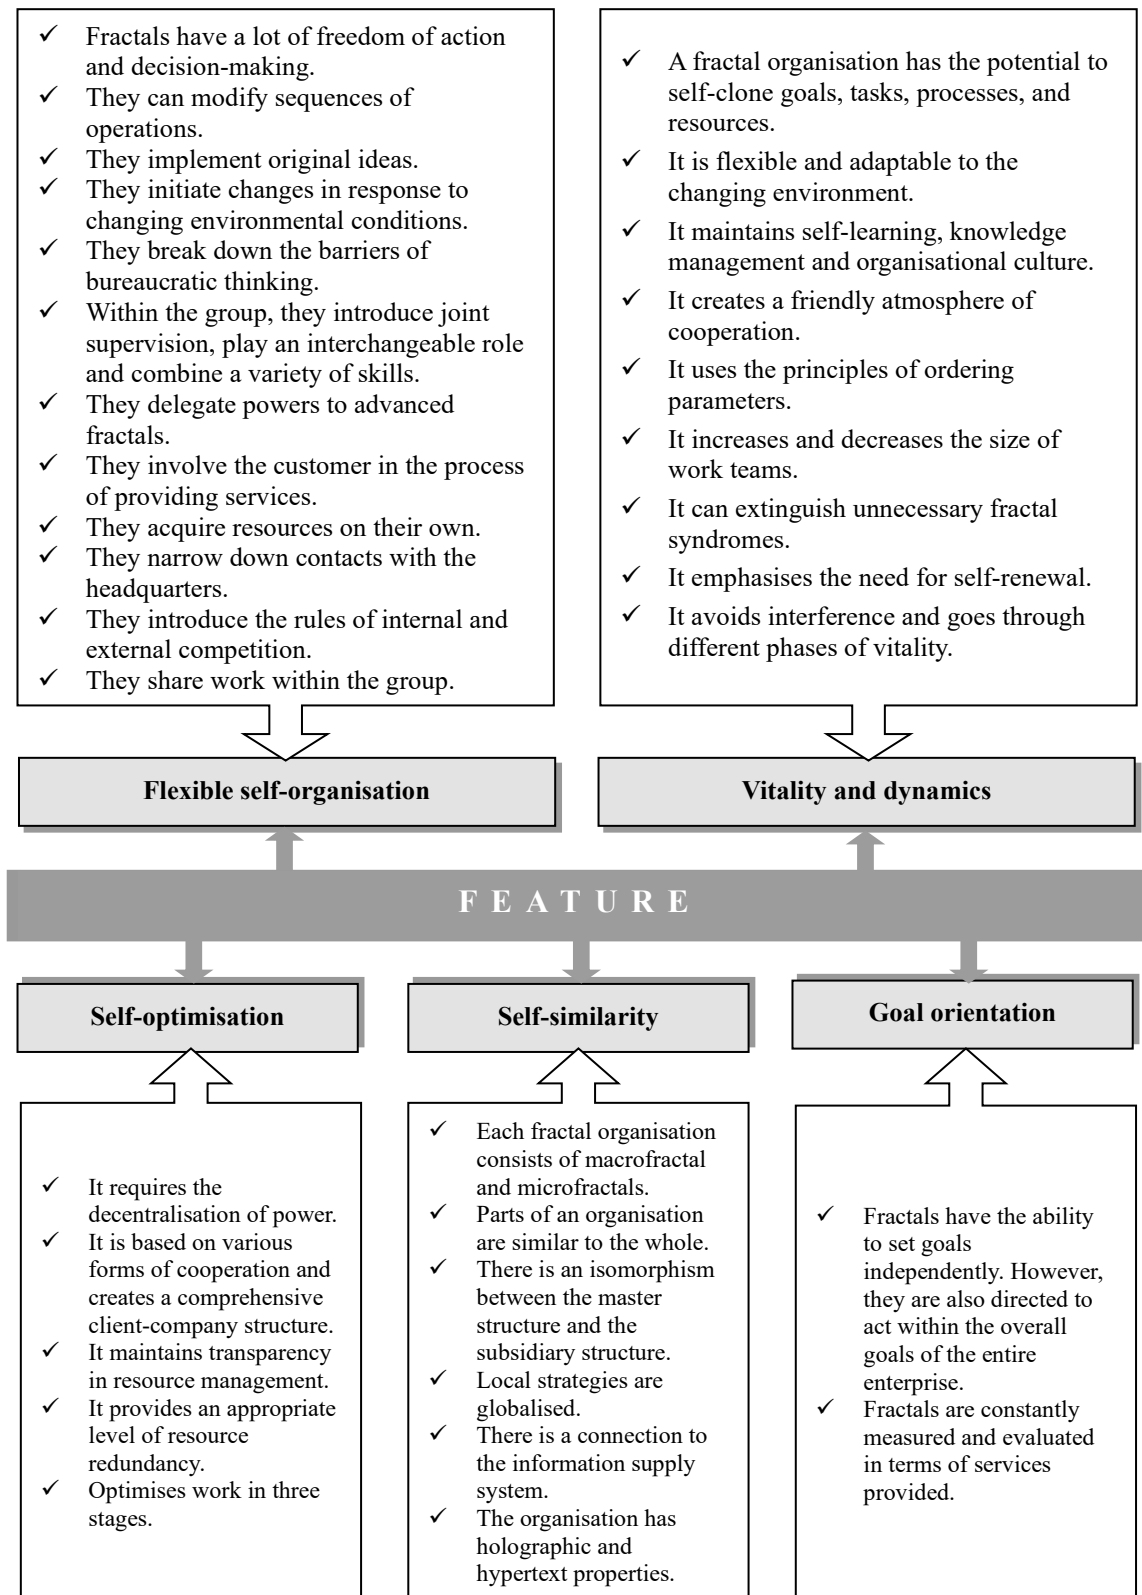 ✓ Fractals have a lot of freedom of action
and decision-making.
✓ They can modify sequences of
operations.
✓ They implement original ideas.
✓ They initiate changes in response to
changing environmental conditions.
✓ They break down the barriers of
bureaucratic thinking.
✓ Within the group, they introduce joint
supervision, play an interchangeable role
and combine a variety of skills.
✓ They delegate powers to advanced
fractals.
✓ They involve the customer in the process
of providing services.
✓ They acquire resources on their own.
✓ They narrow down contacts with the
headquarters.
✓ They introduce the rules of internal and
external competition.
✓ They share work within the group.
✓ A fractal organisation has the potential to
self-clone goals, tasks, processes, and
resources.
✓ It is flexible and adaptable to the
changing environment.
✓ It maintains self-learning, knowledge
management and organisational culture.
✓ It creates a friendly atmosphere of
cooperation.
✓ It uses the principles of ordering
parameters.
✓ It increases and decreases the size of
work teams.
✓ It can extinguish unnecessary fractal
syndromes.
✓ It emphasises the need for self-renewal.
✓ It avoids interference and goes through
different phases of vitality.
Flexible self-organisation
Vitality and dynamics
F E A T U R E
Self-optimisation
Self-similarity
Goal orientation
✓ It requires the
decentralisation of power.
✓ It is based on various
forms of cooperation and
creates a comprehensive
client-company structure.
✓ It maintains transparency
in resource management.
✓ It provides an appropriate
level of resource
redundancy.
✓ Optimises work in three
stages.
✓ Each fractal organisation
consists of macrofractal
and microfractals.
✓ Parts of an organisation
are similar to the whole.
✓ There is an isomorphism
between the master
structure and the
subsidiary structure.
✓ Local strategies are
globalised.
✓ There is a connection to
the information supply
system.
✓ The organisation has
holographic and
hypertext properties.
✓ Fractals have the ability
to set goals
independently. However,
they are also directed to
act within the overall
goals of the entire
enterprise.
✓ Fractals are constantly
measured and evaluated
in terms of services
provided.